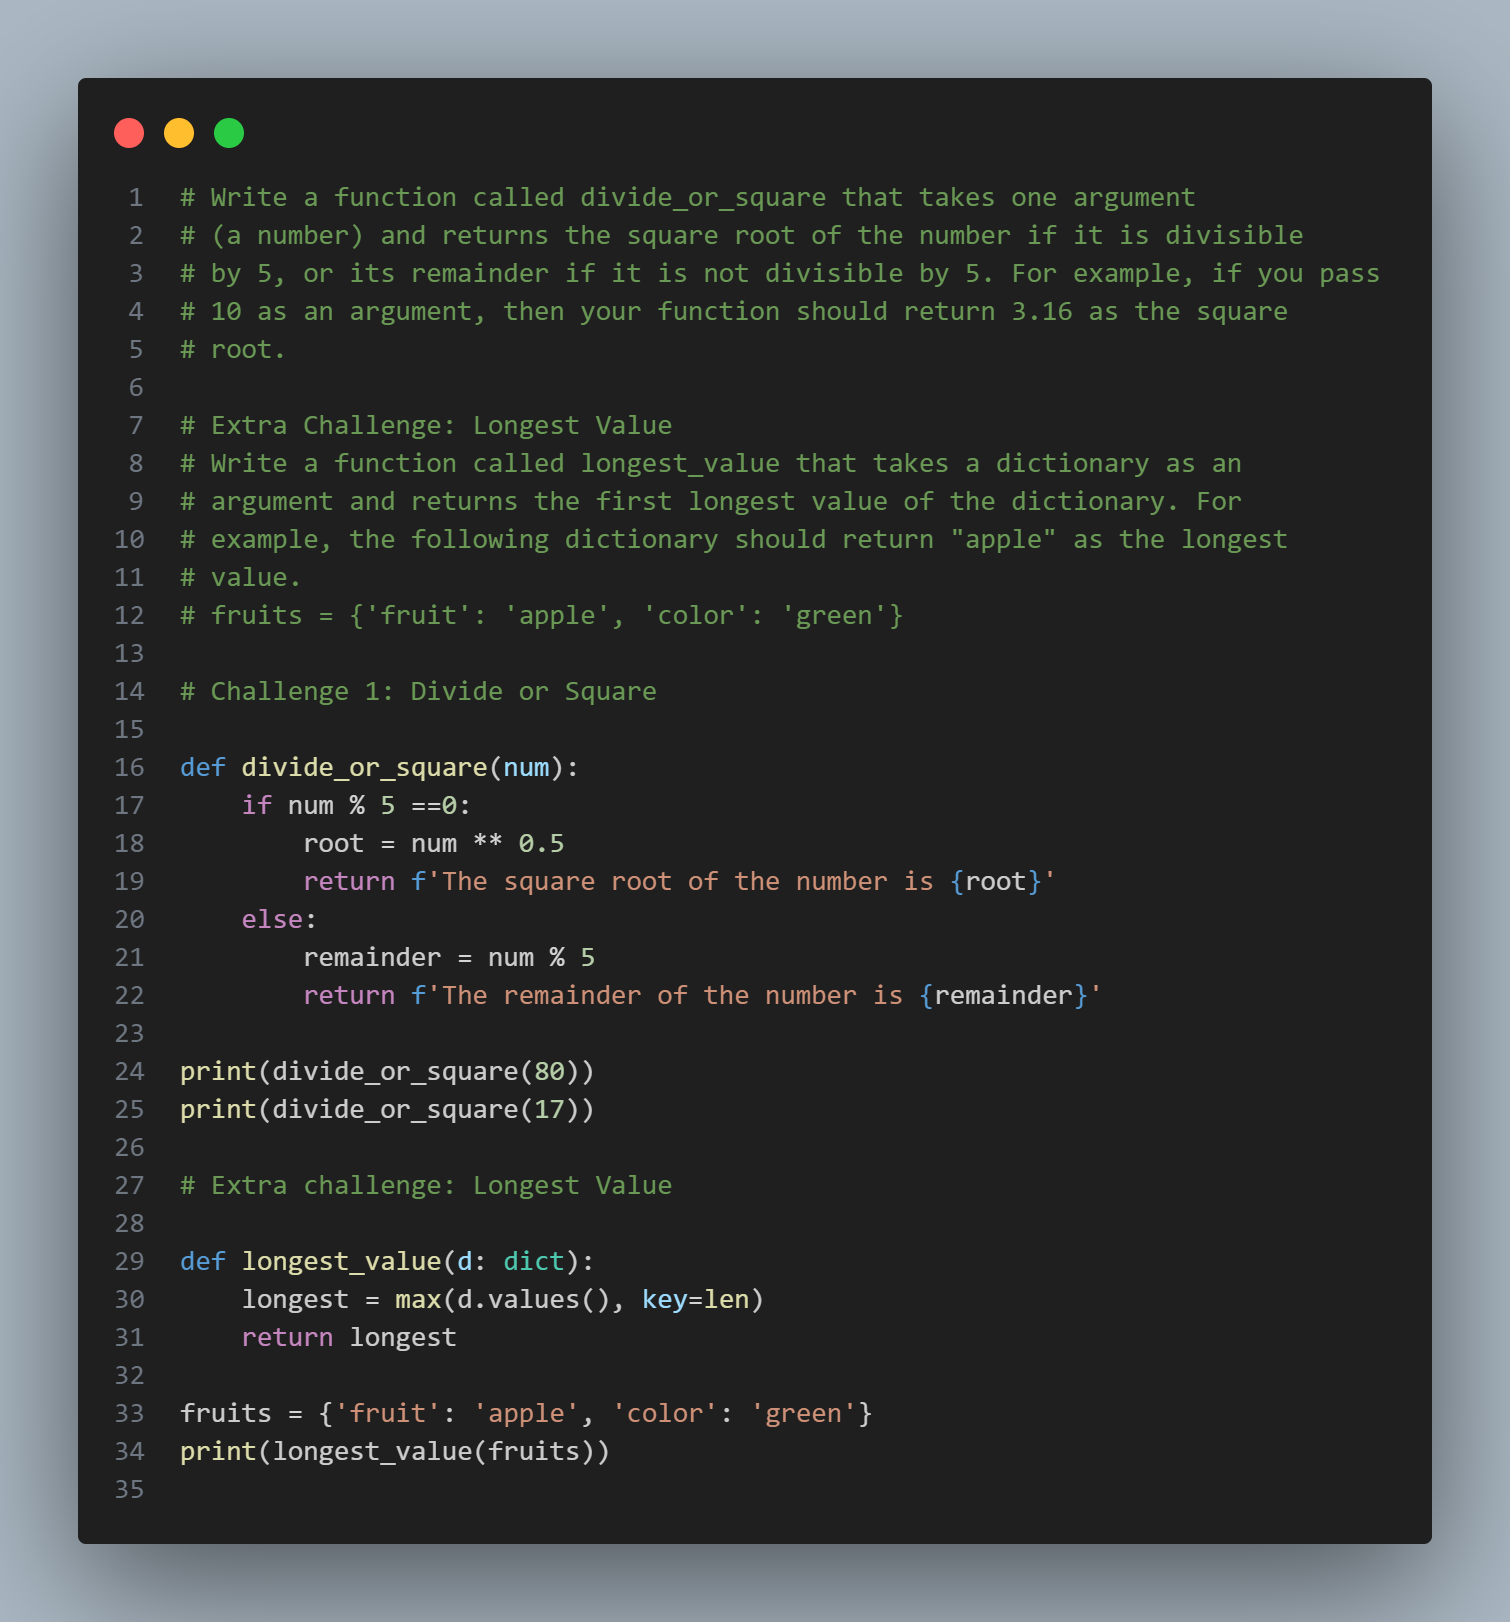 1 # Write a function called divide_or_square that takes one argument
2 # (a number) and returns the square root of the number if it is divisible
3 # by 5, or its remainder if it is not divisible by 5. For example, if you pass
4 # 10 as an argument, then your function should return 3.16 as the square
5 # root.
6
7 # Extra Challenge: Longest Value
8 # Write a function called longest_value that takes a dictionary as an
9 # argument and returns the first longest value of the dictionary. For
10 # example, the following dictionary should return "apple" as the longest
11 # value.
12 # fruits = {'fruit': 'apple', 'color': 'green'}
13
14 # Challenge 1: Divide or Square
15
16 def divide_or_square(num):
17     if num % 5 ==0:
18         root = num ** 0.5
19         return f'The square root of the number is {root}'
20     else:
21         remainder = num % 5
22         return f'The remainder of the number is {remainder}'
23
24 print(divide_or_square(80))
25 print(divide_or_square(17))
26
27 # Extra challenge: Longest Value
28
29 def longest_value(d: dict):
30     longest = max(d.values(), key=len)
31     return longest
32
33 fruits = {'fruit': 'apple', 'color': 'green'}
34 print(longest_value(fruits))
35